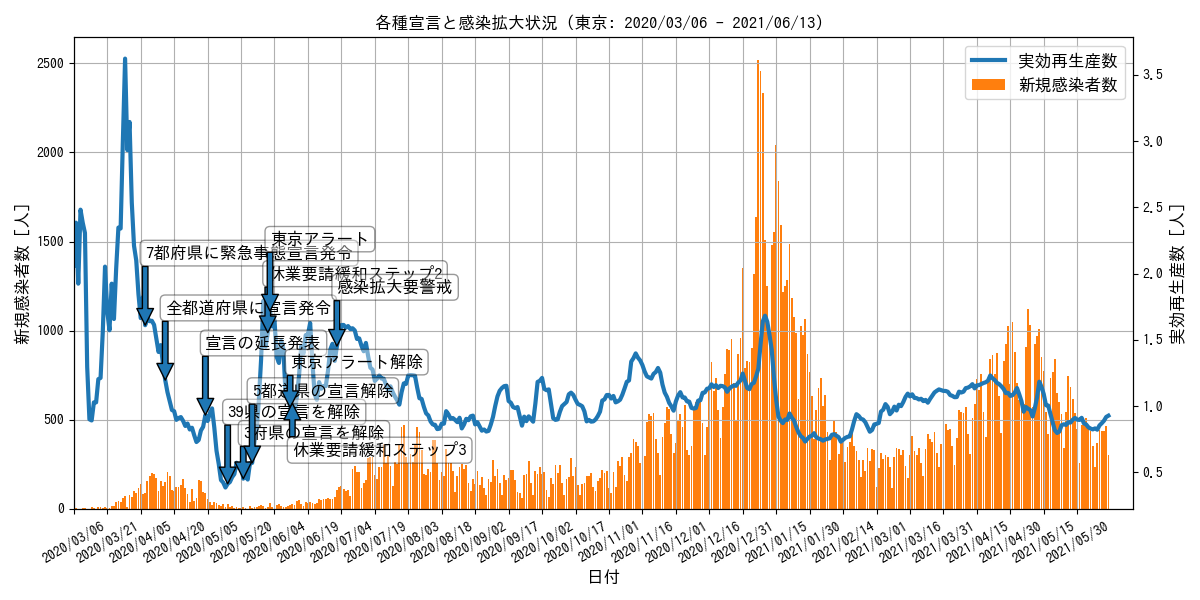 各種宣言と感染拡大状況 (東京: 2020/03/06 - 2021/06/13)
実効再生産数
新規感染者数
新規感染者数 [人]
2500
2000
1500
1000
500
0
3.5
3.0
2.5
2.0
1.5
1.0
0.5
実効再生産数 [人]
東京アラート
7都府県に緊急事態宣言発令
休業要請緩和ステップ2
感染拡大要警戒
全都道府県に宣言発令
宣言の延長発表
東京アラート解除
5都道県の宣言解除
39県の宣言を解除
3府県の宣言を解除
休業要請緩和ステップ3
2020/03/06
2020/03/21
2020/04/05
2020/04/20
2020/05/05
2020/05/20
2020/06/04
2020/06/19
2020/07/04
2020/07/19
2020/08/03
2020/08/18
2020/09/02
2020/09/17
2020/10/02
2020/10/17
2020/11/01
2020/11/16
2020/12/01
2020/12/16
2020/12/31
2021/01/15
2021/01/30
2021/02/14
2021/03/01
2021/03/16
2021/03/31
2021/04/15
2021/04/30
2021/05/15
2021/05/30
日付